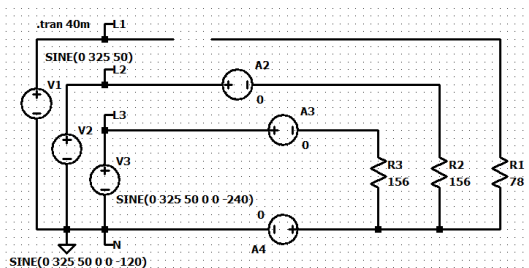 .tran 40m
L1
SINE(0 325 50)
L2
A2
V1
0
L3
A3
V2
0
V3
R3
R2
R1
156
156
78
SINE(0 325 50 0 0 -240)
0
N
A4
SINE(0 325 50 0 0 -120)